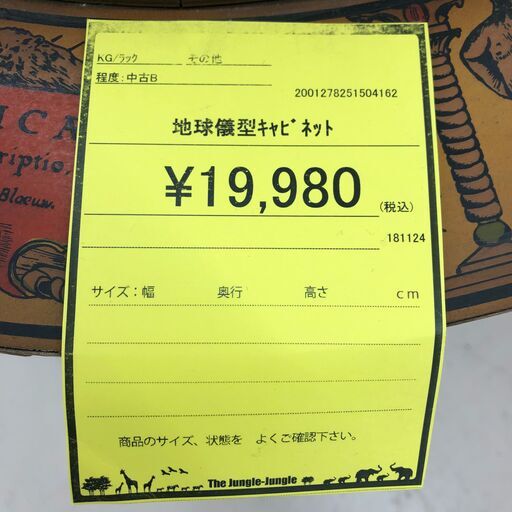 KG/ラック その他
程度:中古B
2001278251504162
地球儀型ｷｬﾋﾞﾈｯﾄ
¥19,980 (税込)
181124
サイズ:幅 奥行 高さ cm
商品のサイズ、状態を よくご確認下さい。
The Jungle-Jungle
ICA
riptio,
Blaeuw.